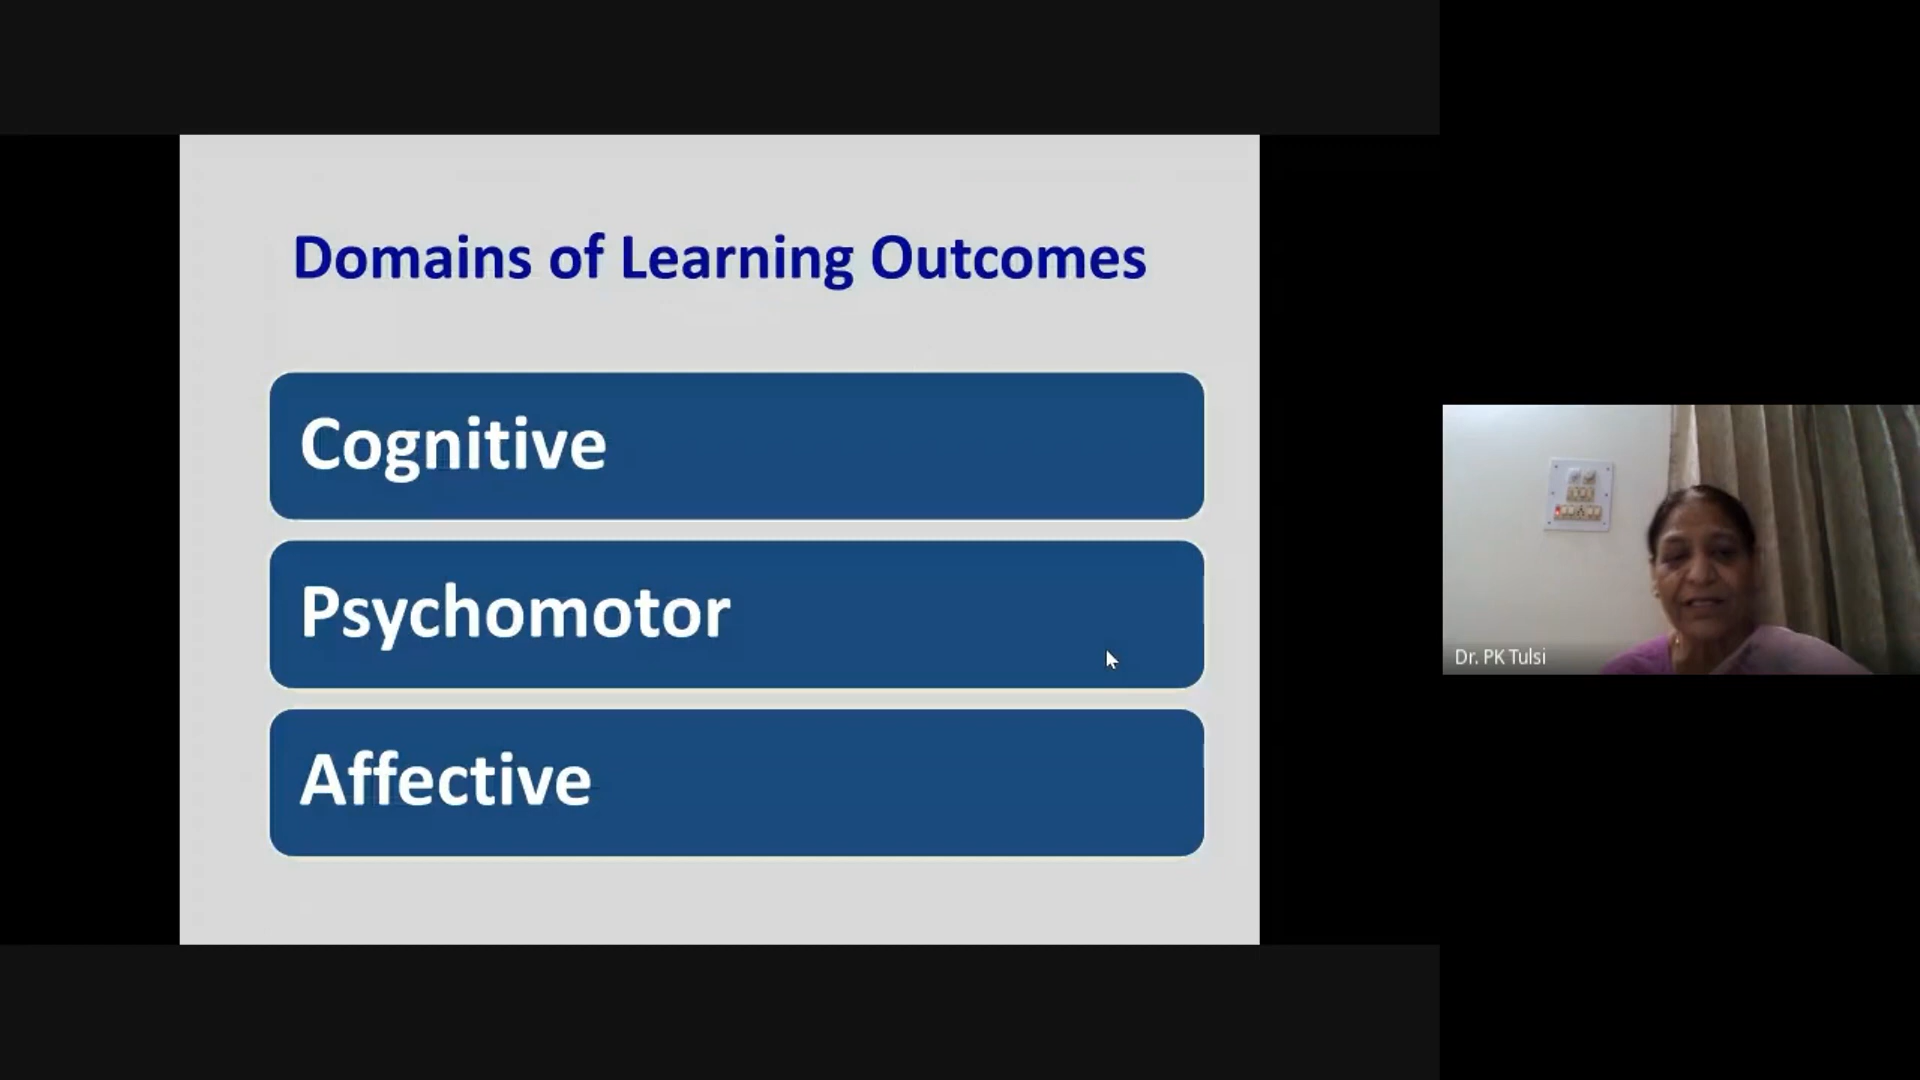 Domains of Learning Outcomes
Cognitive
Psychomotor
Affective
Dr. PK Tulsi